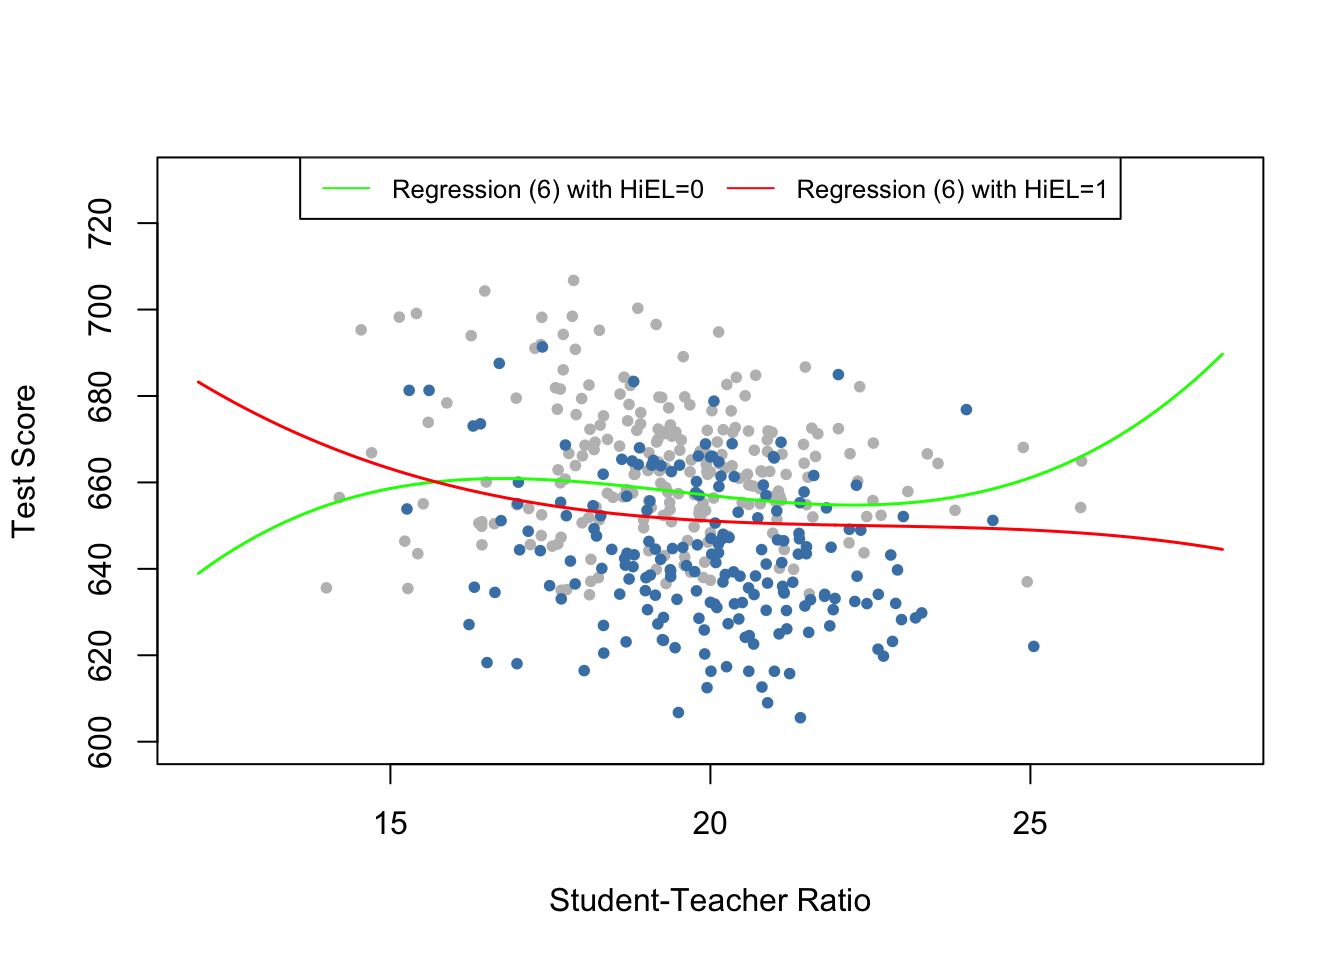 Regression (6) with HiEL=0 Regression (6) with HiEL=1
720
700
680
660
640
620
600
Test Score
15 20 25
Student-Teacher Ratio